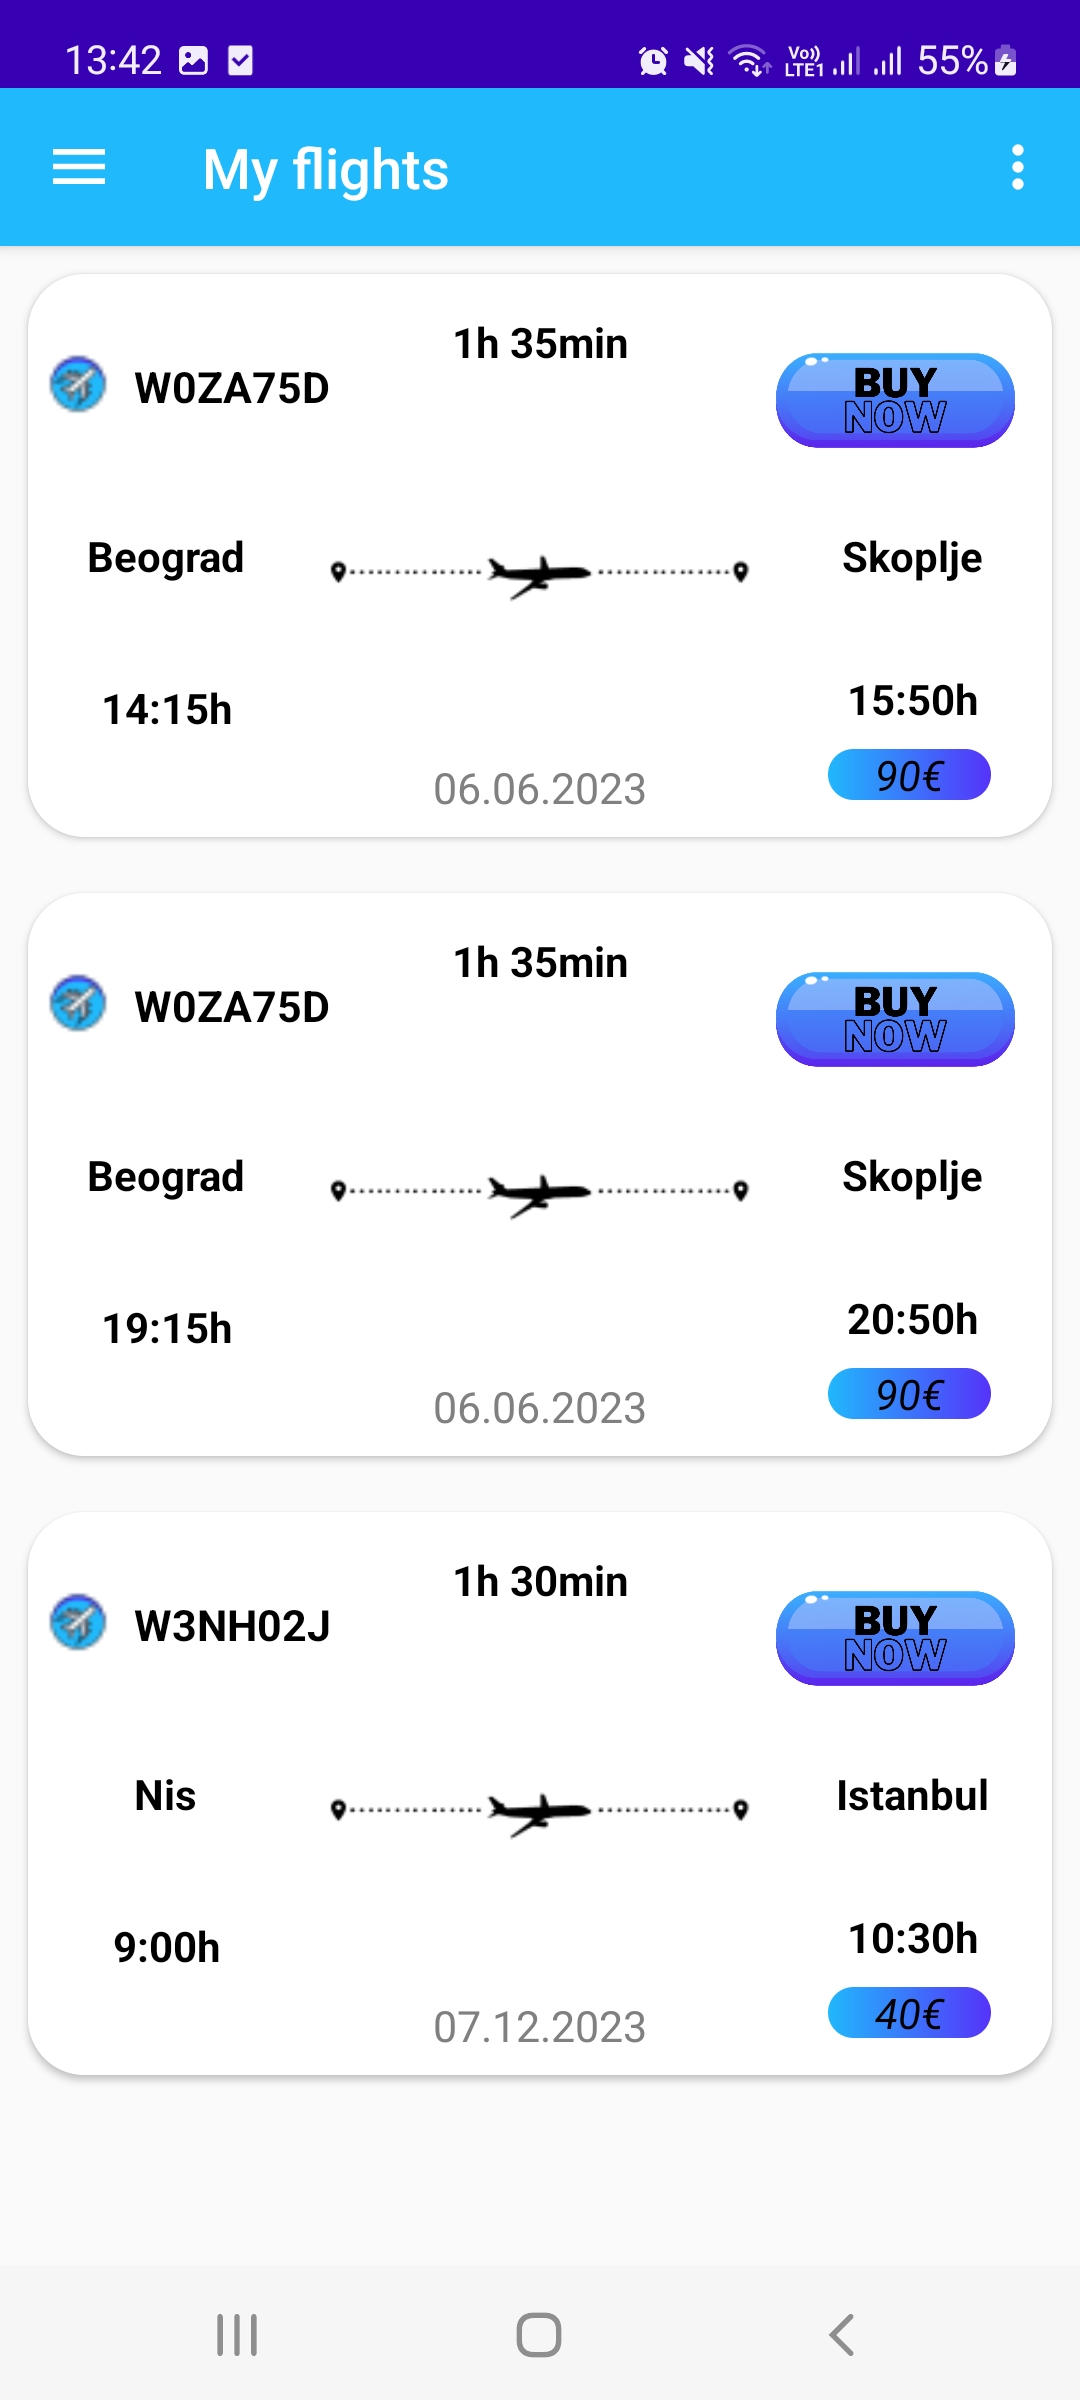 13:42 Vo)) LTE1 55%
My flights
1h 35min
W0ZA75D
BUY
NOW
Beograd
Skoplje
14:15h
15:50h
90€
06.06.2023
1h 35min
W0ZA75D
BUY
NOW
Beograd
Skoplje
19:15h
20:50h
90€
06.06.2023
1h 30min
W3NH02J
BUY
NOW
Nis
Istanbul
9:00h
10:30h
40€
07.12.2023